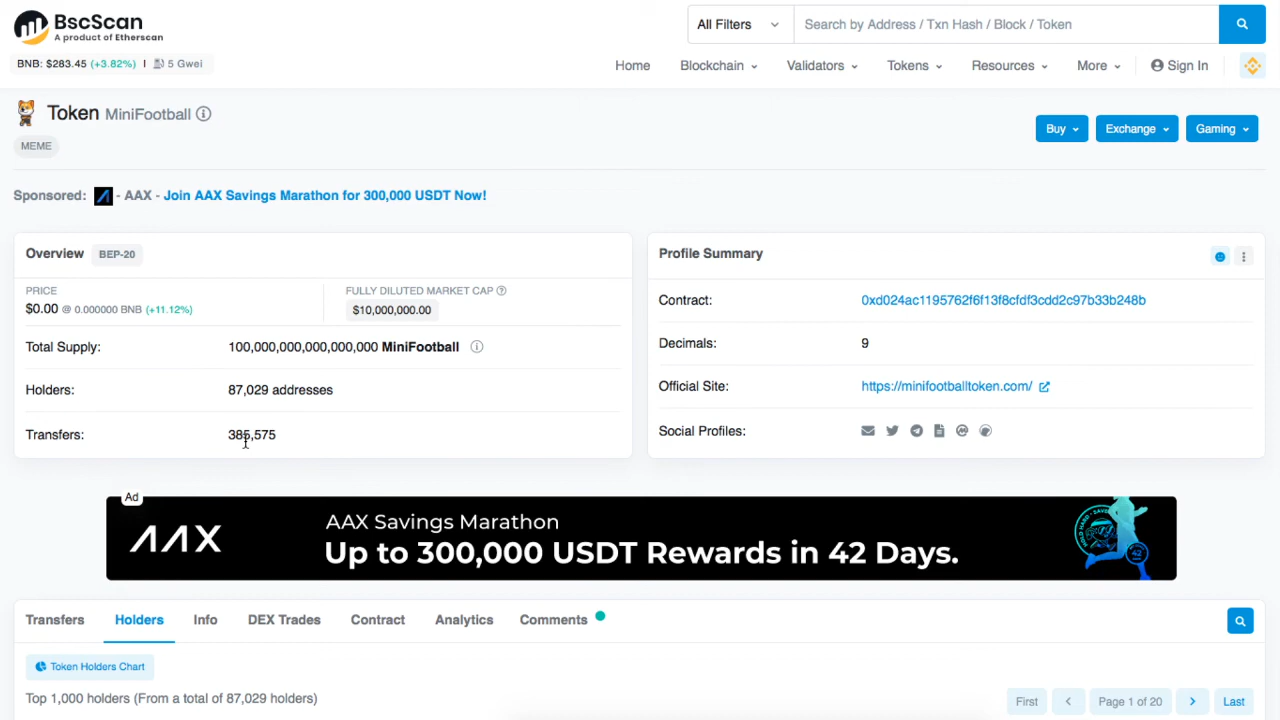 BscScan
A product of Etherscan
All Filters
Search by Address / Txn Hash / Block / Token
BNB: $283.45 (+3.82%) | 5 Gwei
Home Blockchain Validators Tokens Resources More Sign In
Token MiniFootball
MEME
Buy Exchange Gaming
Sponsored: - AAX - Join AAX Savings Marathon for 300,000 USDT Now!
Overview BEP-20
PRICE
$0.00 @ 0.000000 BNB (+11.12%)
FULLY DILUTED MARKET CAP
$10,000,000.00
Total Supply: 100,000,000,000,000,000 MiniFootball
Holders: 87,029 addresses
Transfers: 385,575
Profile Summary
Contract: 0xd024ac1195762f6f13f8cfdf3cdd2c97b33b248b
Decimals: 9
Official Site: https://minifootballtoken.com/
Social Profiles:
Ad
AAX
AAX Savings Marathon
Up to 300,000 USDT Rewards in 42 Days.
Transfers Holders Info DEX Trades Contract Analytics Comments
Token Holders Chart
Top 1,000 holders (From a total of 87,029 holders)
First Page 1 of 20 Last